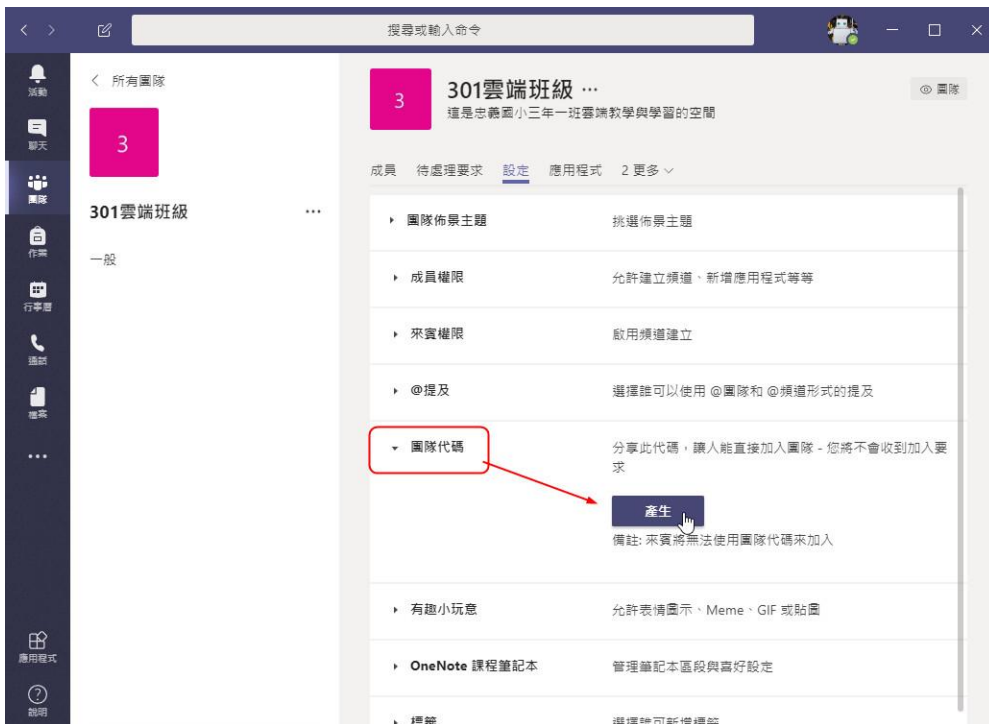 搜尋或輸入命令
活動
聊天
團隊
作業
行事曆
通話
檔案
應用程式
說明
所有團隊
3
301雲端班級 ...
一般
3
301雲端班級 ...
這是忠義國小三年一班雲端教學與學習的空間
團隊
成員 待處理要求 設定 應用程式 2 更多
團隊佈景主題 挑選佈景主題
成員權限 允許建立頻道、新增應用程式等等
來賓權限 啟用頻道建立
@提及 選擇誰可以使用 @團隊和 @頻道形式的提及
團隊代碼 分享此代碼，讓人能直接加入團隊 - 您將不會收到加入要
求
產生
備註: 來賓將無法使用團隊代碼來加入
有趣小玩意 允許表情圖示、Meme、GIF 或貼圖
OneNote 課程筆記本 管理筆記本區段與喜好設定
標籤 選擇誰可新增標籤